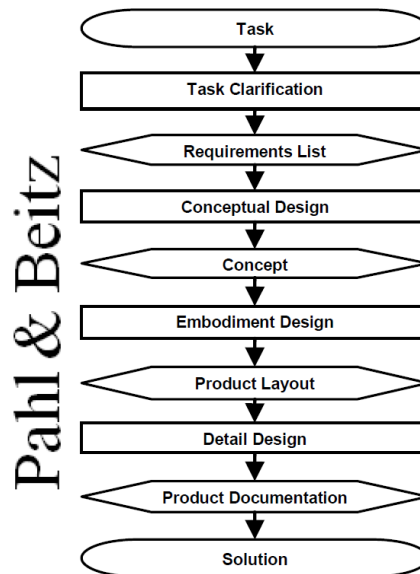 Pahl & Beitz
Task
Task Clarification
Requirements List
Conceptual Design
Concept
Embodiment Design
Product Layout
Detail Design
Product Documentation
Solution